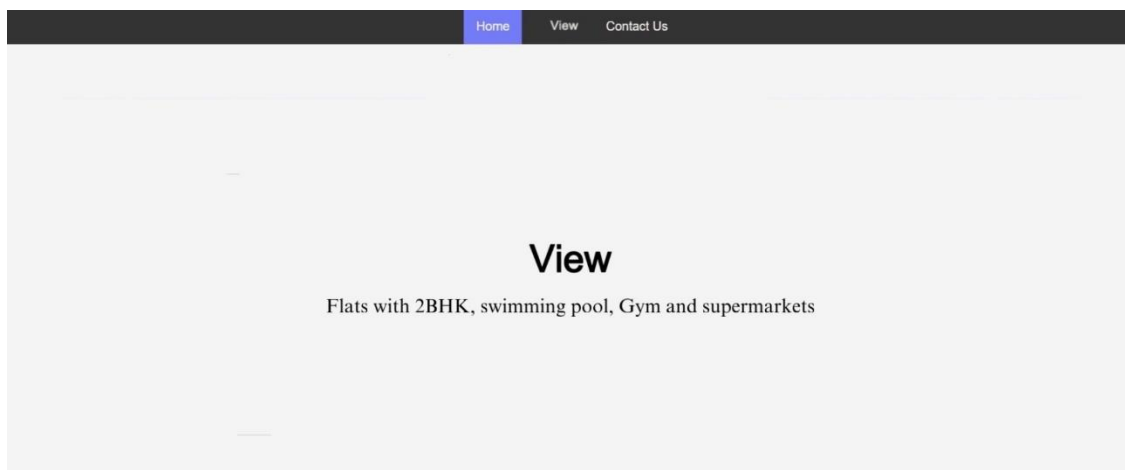 Home View Contact Us
View
Flats with 2BHK, swimming pool, Gym and supermarkets